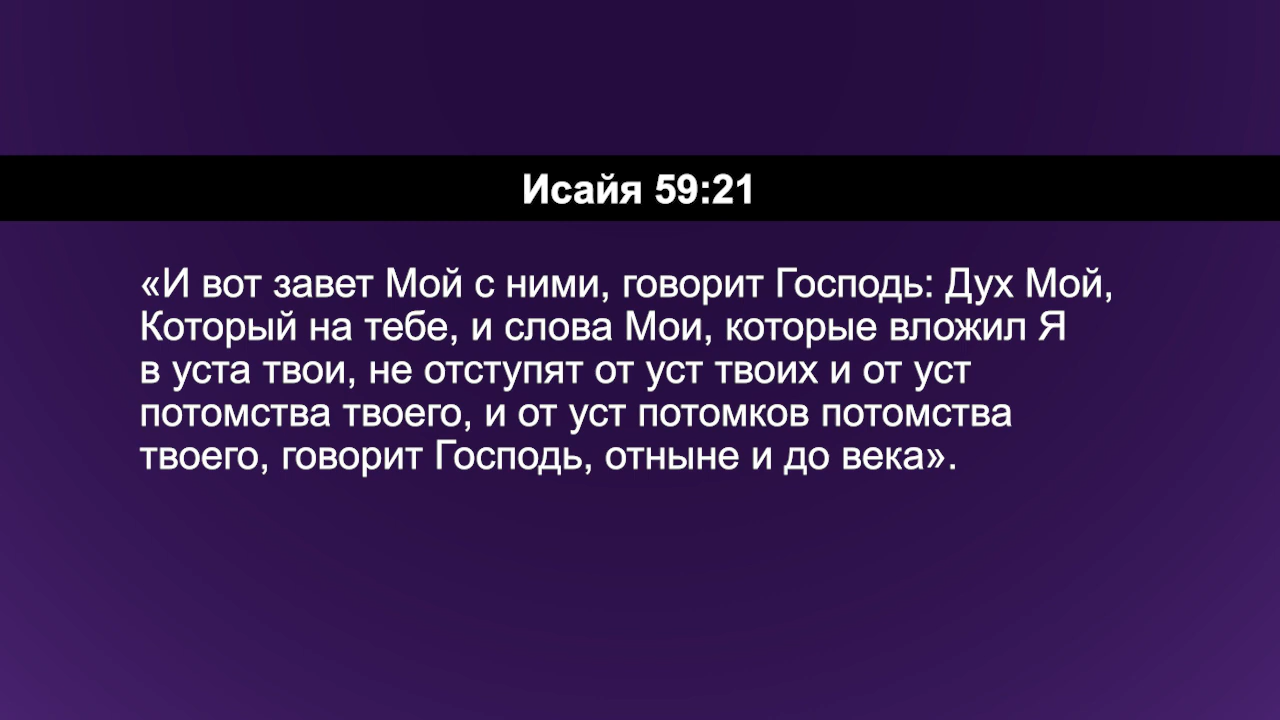 Исайя 59:21
«И вот завет Мой с ними, говорит Господь: Дух Мой,
Который на тебе, и слова Мои, которые вложил Я
в уста твои, не отступят от уст твоих и от уст
потомства твоего, и от уст потомков потомства
твоего, говорит Господь, отныне и до века».